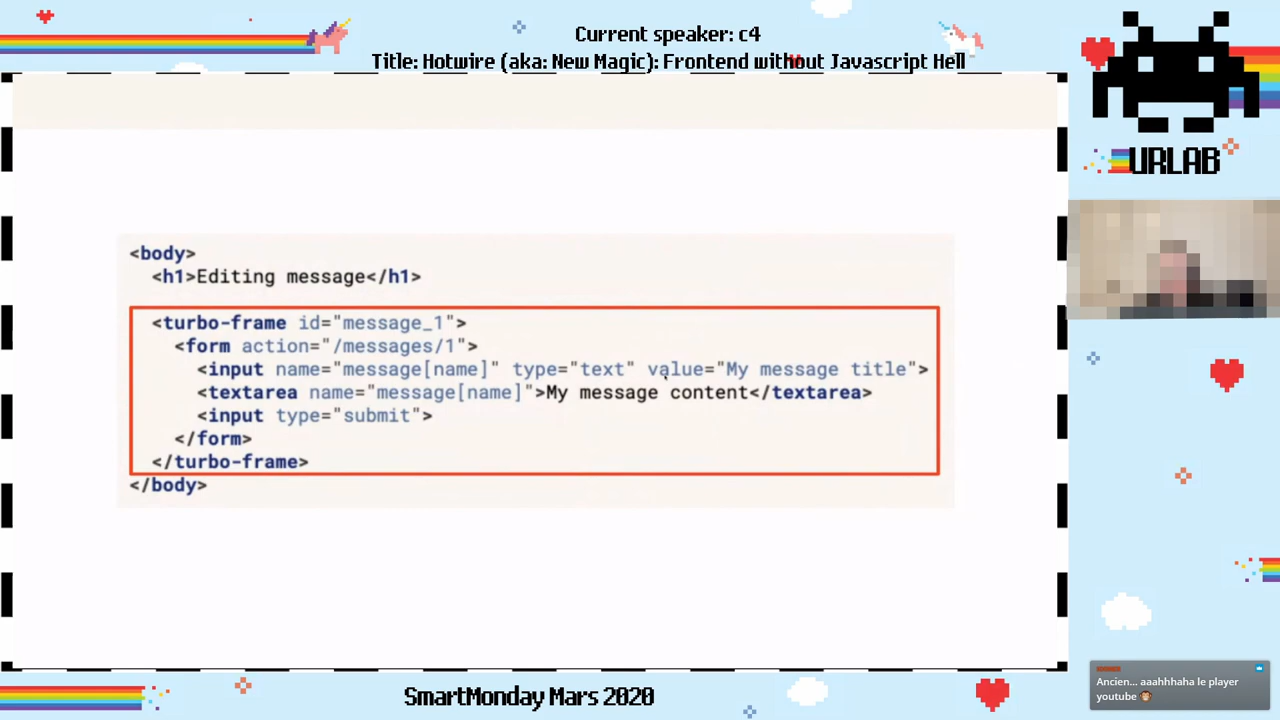 Current speaker: c4
Title: Hotwire (aka: New Magic): Frontend without Javascript Hell
URLAB
<body>
<h1>Editing message</h1>
<turbo-frame id="message_1">
<form action="/messages/1">
<input name="message[name]" type="text" value="My message title">
<textarea name="message[name]">My message content</textarea>
<input type="submit">
</form>
</turbo-frame>
</body>
SmartMonday Mars 2020
Ancien... aaahhhaha le player
youtube 🙊